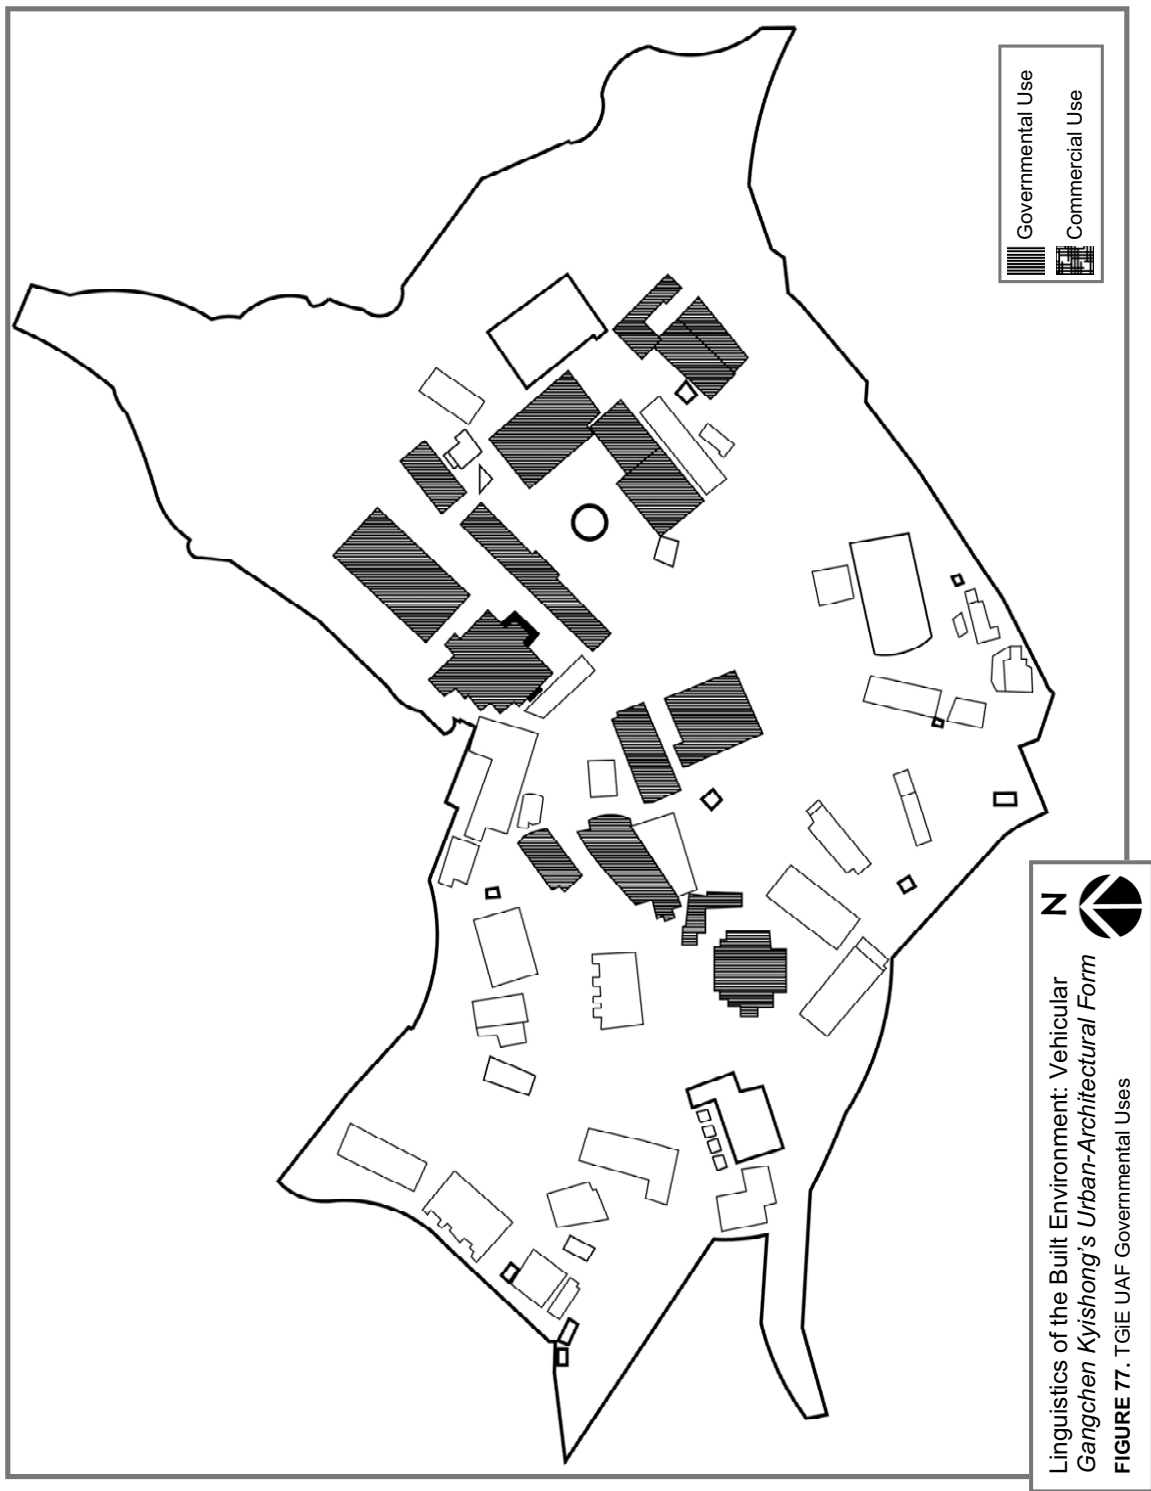 Governmental Use
Commercial Use
N
Linguistics of the Built Environment: Vehicular
Gangchen Kyishong's Urban-Architectural Form
FIGURE 77. TGiE UAF Governmental Uses